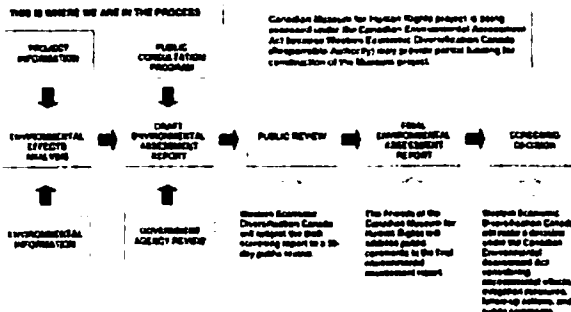 THIS IS WHERE WE ARE IN THE PROCESS
Canadian Museum for Human Rights project is being
screened under the Canadian Environmental Assessment
Act because Western Economic Diversification Canada
(Responsible Authority) may provide partial funding for
construction of the Museum project.
PROJECT
INFORMATION
PUBLIC
CONSULTATION
PROGRAM
ENVIRONMENTAL
EFFECTS
ANALYSIS
DRAFT
ENVIRONMENTAL
ASSESSMENT
REPORT
PUBLIC REVIEW
FINAL
ENVIRONMENTAL
ASSESSMENT
REPORT
SCREENING
DECISION
ENVIRONMENTAL
INFORMATION
GOVERNMENT
AGENCY REVIEW
Western Economic
Diversification Canada
will subject the draft
screening report to a
day public review.
The Friends of the
Canadian Museum for
Human Rights will
address public
comments in the final
environmental
assessment report.
Western Economic
Diversification Canada
will make a decision
under the Canadian
Environmental
Assessment Act
considering
environmental effects,
mitigation measures,
follow-up actions, and
public comments.